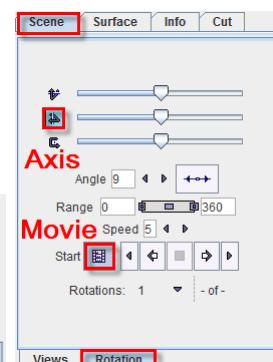 Scene Surface Info Cut
Axis
Angle 9
Range 0 360
Movie Speed 5
Start
Rotations: 1 - of -
Views Rotation